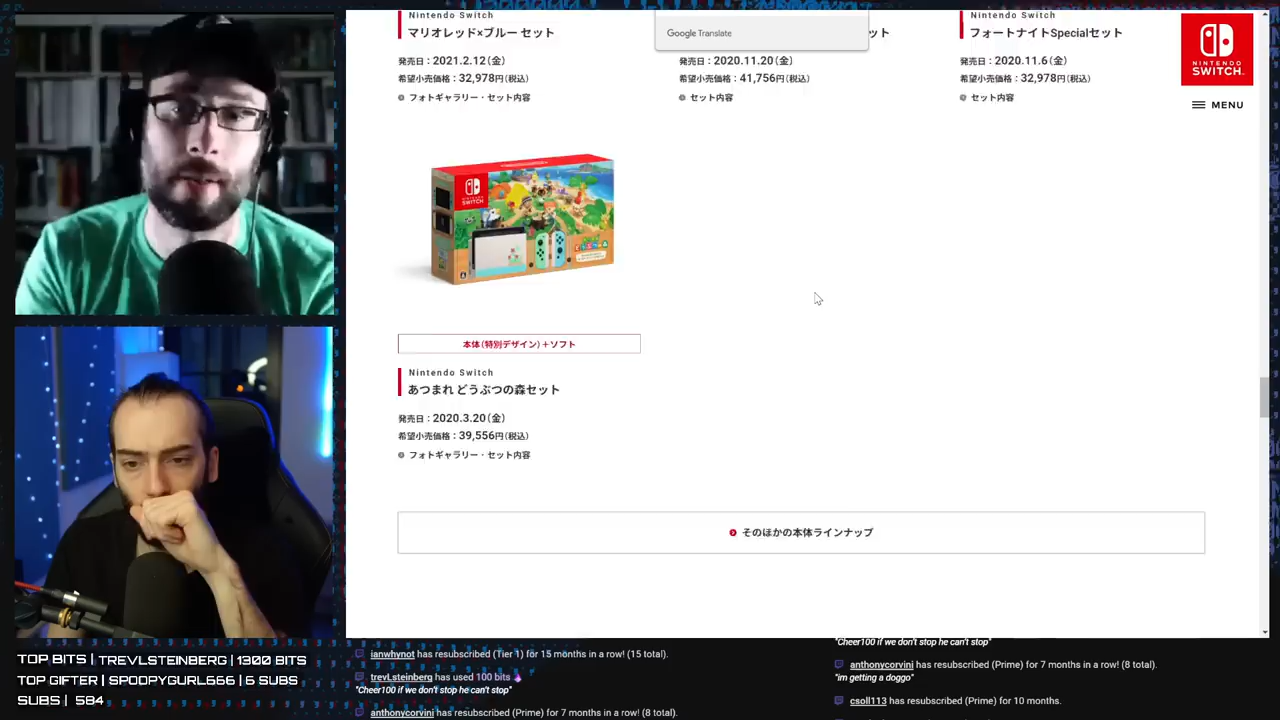 Nintendo Switch
マリオレッド×ブルー セット
発売日：2021.2.12（金）
希望小売価格：32,978円（税込）
フォトギャラリー・セット内容
Google Translate
ット
発売日：2020.11.20（金）
希望小売価格：41,756円（税込）
セット内容
Nintendo Switch
フォートナイトSpecialセット
発売日：2020.11.6（金）
希望小売価格：32,978円（税込）
セット内容
NINTENDO
SWITCH
MENU
NINTENDO
SWITCH
本体（特別デザイン）＋ソフト
Nintendo Switch
あつまれ どうぶつの森セット
発売日：2020.3.20（金）
希望小売価格：39,556円（税込）
フォトギャラリー・セット内容
そのほかの本体ラインナップ
TOP BITS | TREVLSTEINBERG | 1300 BITS
TOP GIFTER | SPOOPYGURL666 | 6 SUBS
SUBS | 584
ianwhynot has resubscribed (Tier 1) for 15 months in a row! (15 total).
trevLsteinberg has used 100 bits
"Cheer100 if we don't stop he can't stop"
anthonycorvini has resubscribed (Prime) for 7 months in a row! (8 total).
"Cheer100 if we don't stop he can't stop"
anthonycorvini has resubscribed (Prime) for 7 months in a row! (8 total).
"im getting a doggo"
csoll113 has resubscribed (Prime) for 10 months.